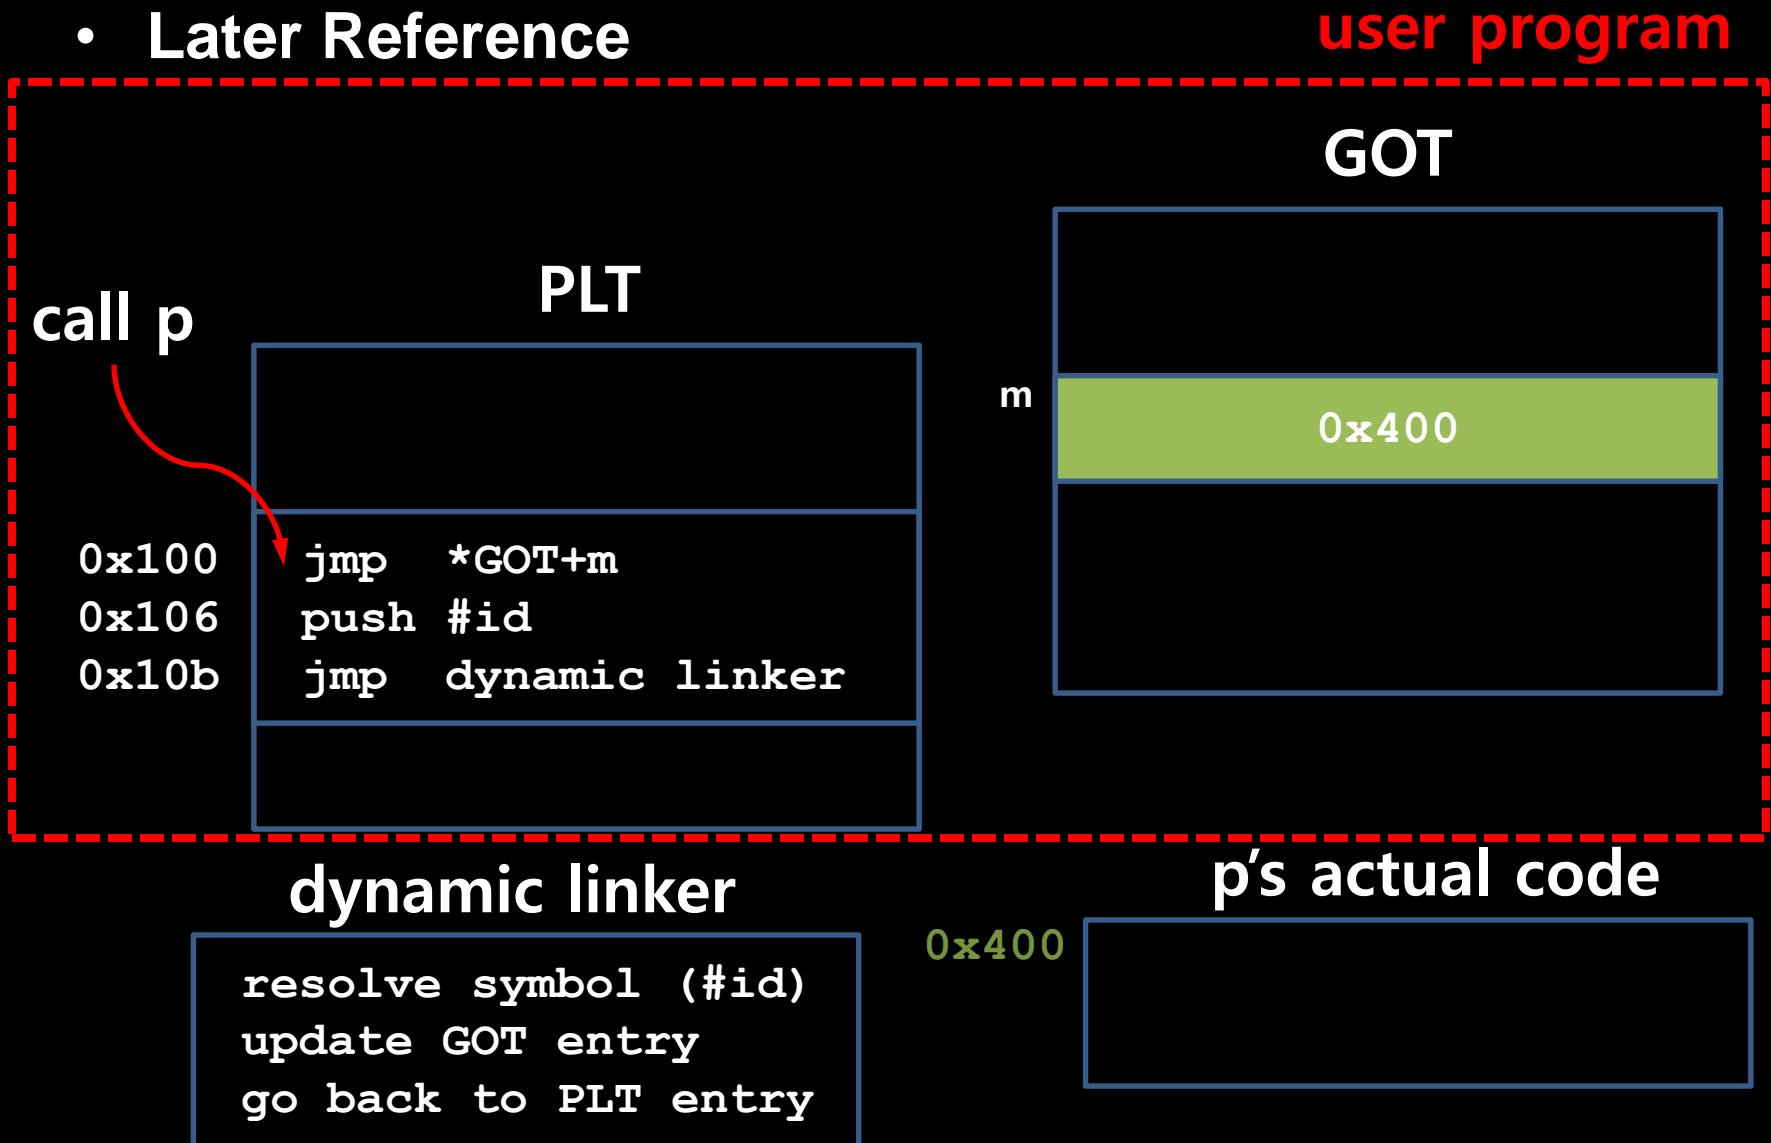 • Later Reference
user program
GOT
PLT
call p
m
0x400
0x100 jmp *GOT+m
0x106 push #id
0x10b jmp dynamic linker
dynamic linker
p’s actual code
0x400
resolve symbol (#id)
update GOT entry
go back to PLT entry